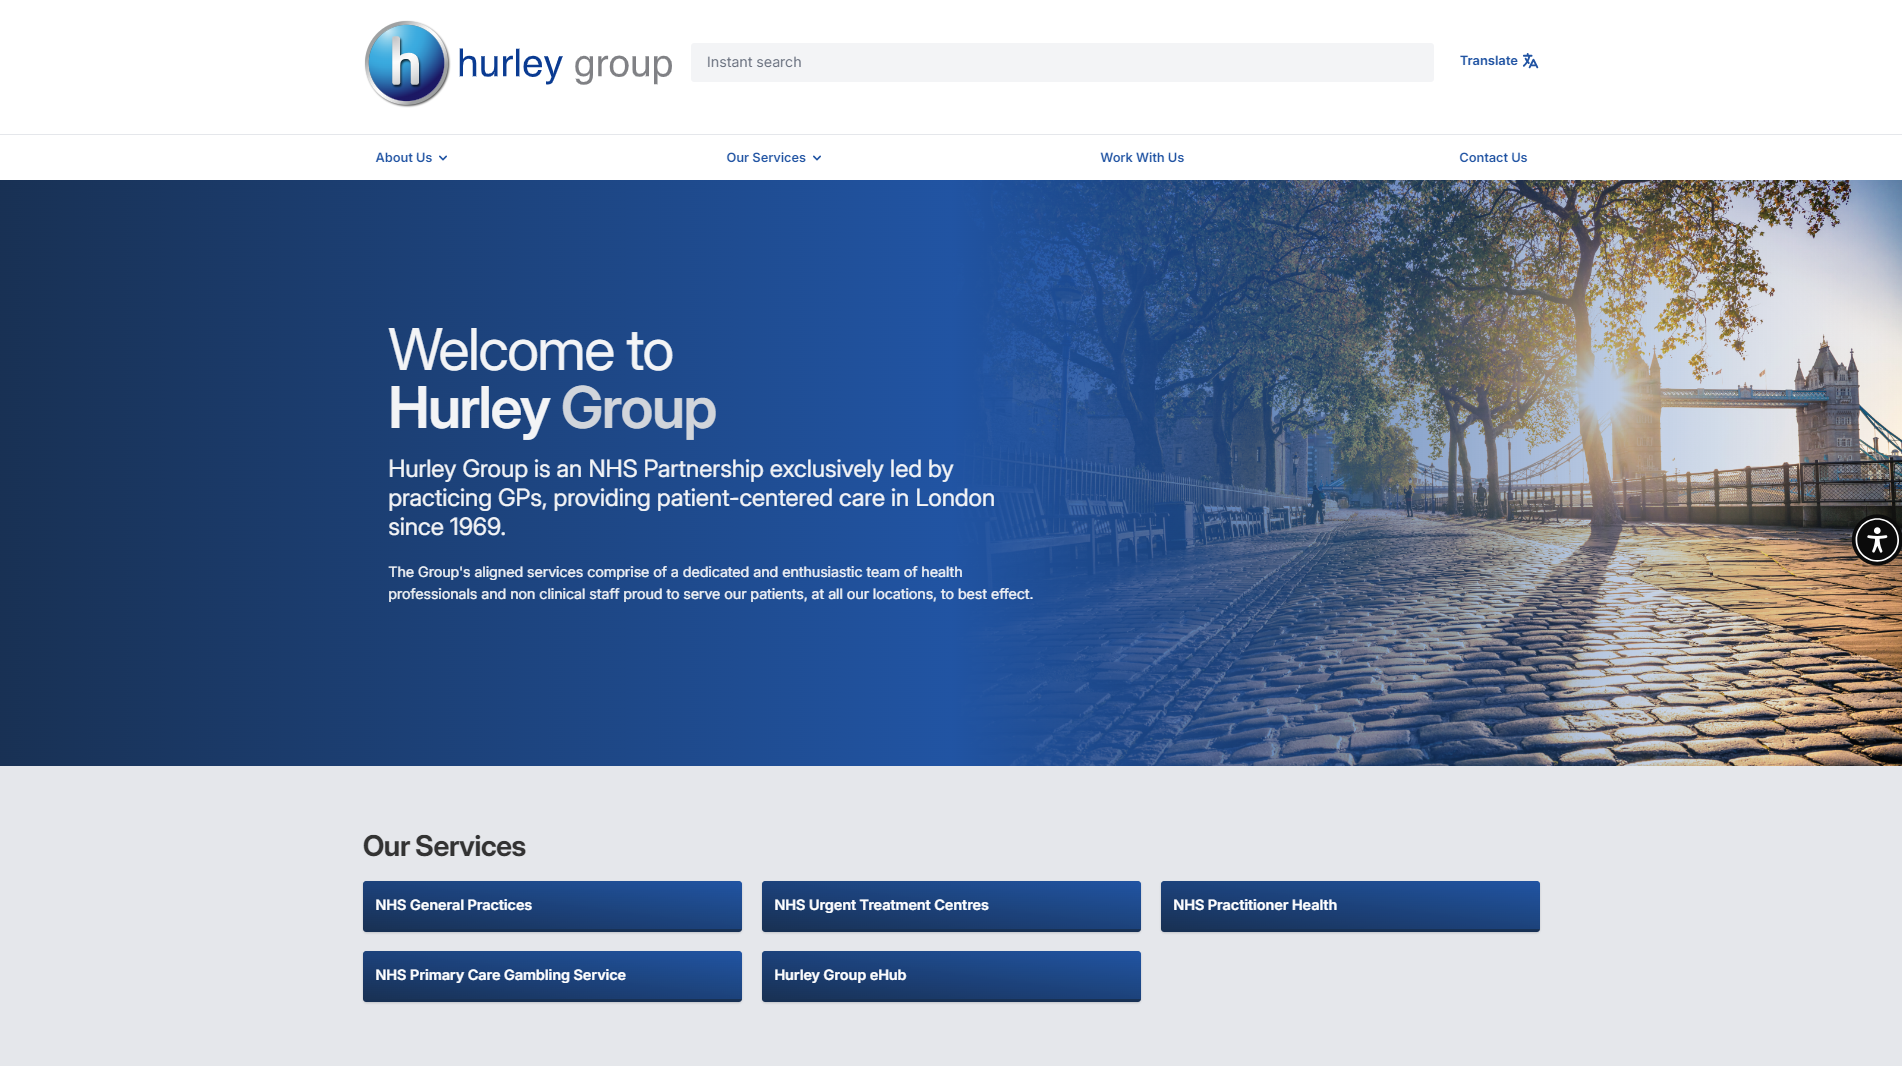 h hurley group
Instant search
Translate
About Us
Our Services
Work With Us
Contact Us
Welcome to
Hurley Group
Hurley Group is an NHS Partnership exclusively led by
practicing GPs, providing patient-centered care in London
since 1969.
The Group's aligned services comprise of a dedicated and enthusiastic team of health
professionals and non clinical staff proud to serve our patients, at all our locations, to best effect.
Our Services
NHS General Practices
NHS Urgent Treatment Centres
NHS Practitioner Health
NHS Primary Care Gambling Service
Hurley Group eHub